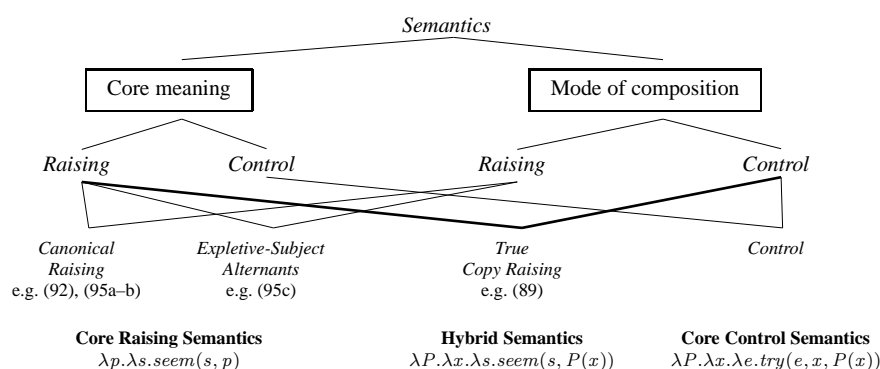 Semantics
Core meaning Mode of composition
Raising Control Raising Control
Canonical Expletive-Subject True Control
Raising Alternants Copy Raising
e.g. (92), (95a–b) e.g. (95c) e.g. (89)
Core Raising Semantics Hybrid Semantics Core Control Semantics
λp.λs.seem(s, p) λP.λx.λs.seem(s, P(x)) λP.λx.λe.try(e, x, P(x))